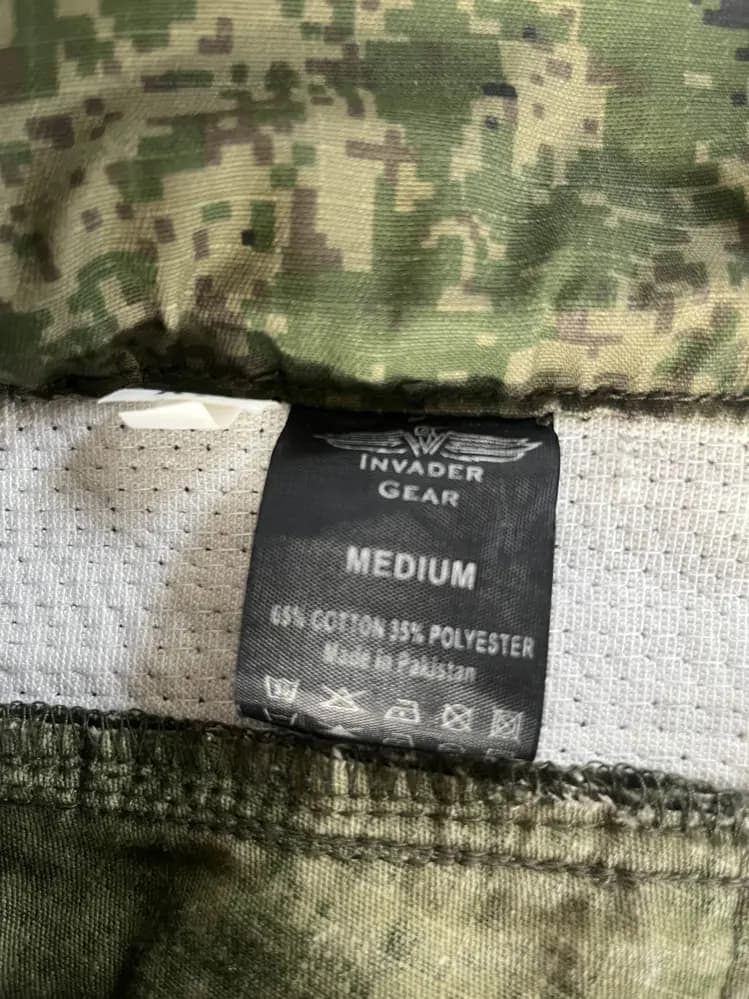 INVADER
GEAR
MEDIUM
65% COTTON 35% POLYESTER
Made in Pakistan